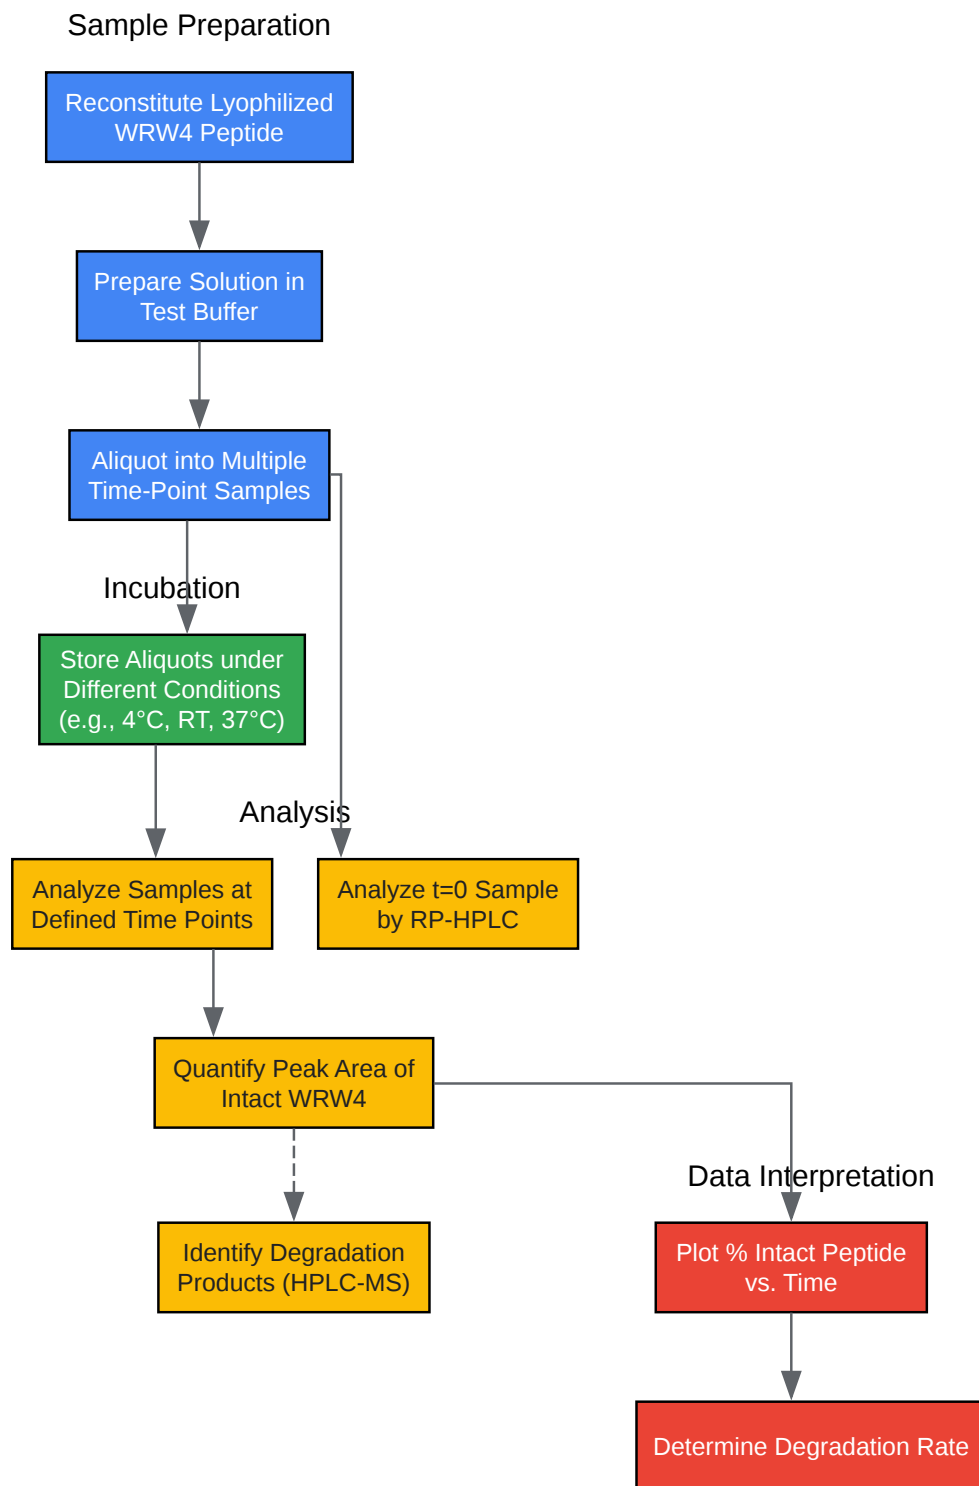 Sample Preparation
Reconstitute Lyophilized
WRW4 Peptide
Prepare Solution in
Test Buffer
Aliquot into Multiple
Time-Point Samples
Incubation
Store Aliquots under
Different Conditions
(e.g., 4°C, RT, 37°C)
Analysis
Analyze Samples at
Defined Time Points
Analyze t=0 Sample
by RP-HPLC
Quantify Peak Area of
Intact WRW4
Data Interpretation
Identify Degradation
Products (HPLC-MS)
Plot % Intact Peptide
vs. Time
Determine Degradation Rate